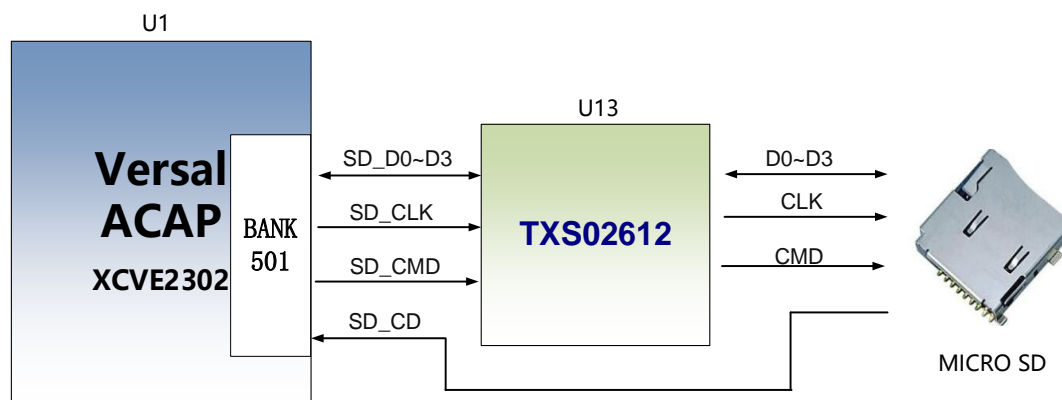 U1
U13
Versal
ACAP
XCVE2302
BANK
501
SD_D0~D3
SD_CLK
SD_CMD
SD_CD
TXS02612
D0~D3
CLK
CMD
MICRO SD